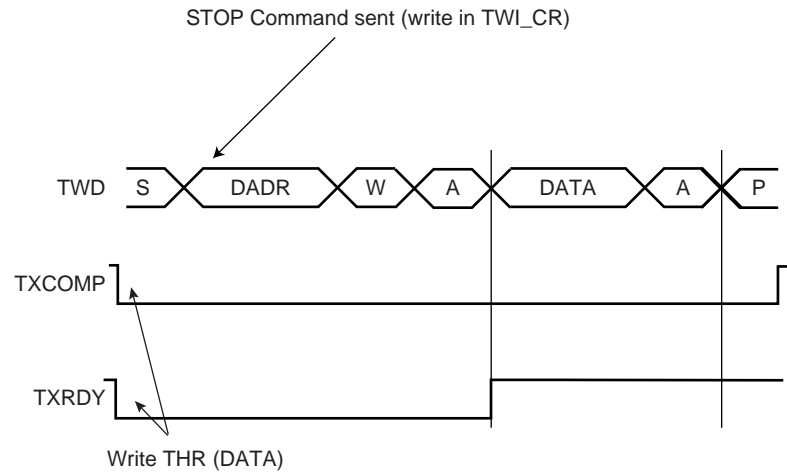 STOP Command sent (write in TWI_CR)
TWD S DADR W A DATA A P
TXCOMP
TXRDY
Write THR (DATA)